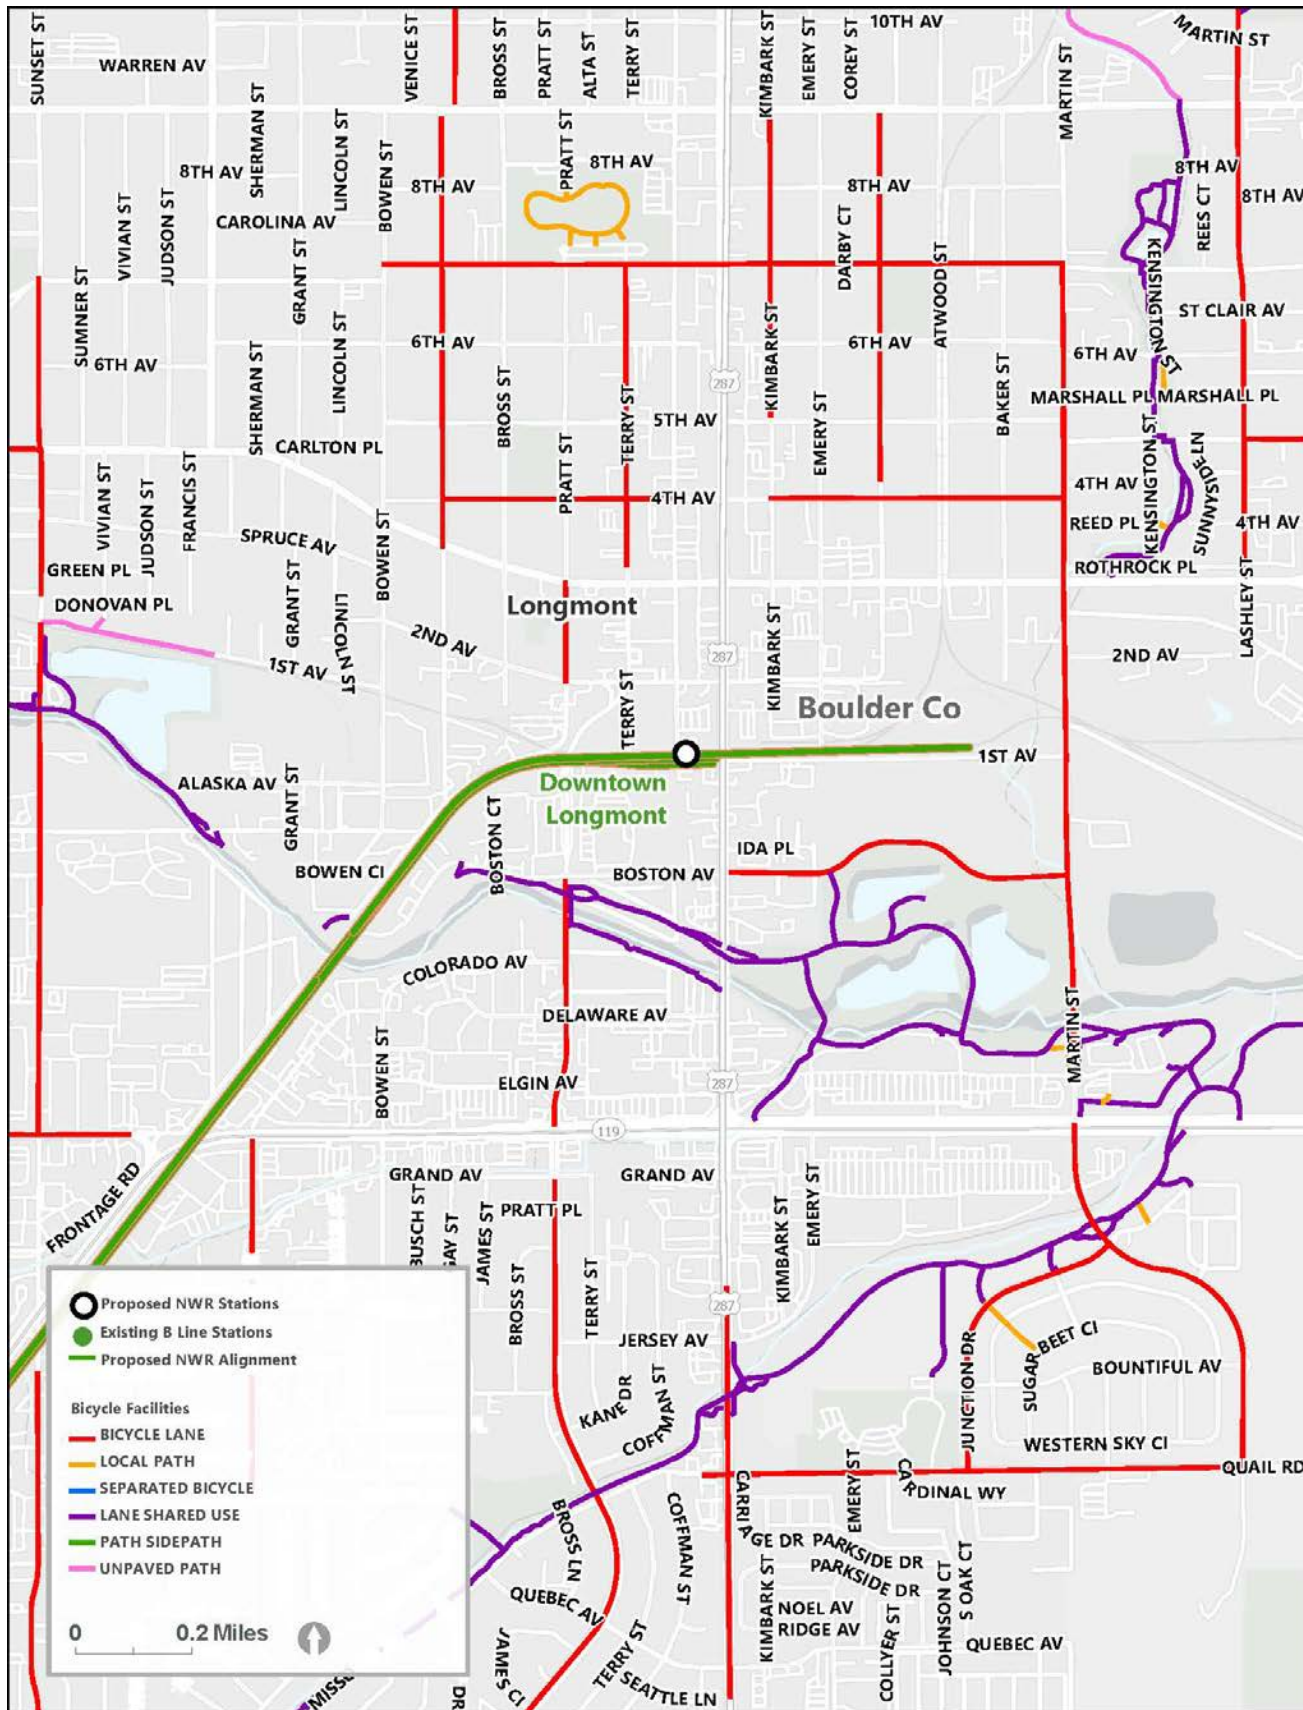 SUNSET ST
WARREN AV
VENICE ST
BROSS ST
PRATT ST
ALTA ST
TERRY ST
KIMBARK ST
EMERY ST
COREY ST
10TH AV
MARTIN ST
MARTIN ST
SHERMAN ST
LINCOLN ST
BOWEN ST
8TH AV
8TH AV
PRATT ST
8TH AV
8TH AV
8TH AV
8TH AV
REES CT
VIVIAN ST
JUDSON ST
CAROLINA AV
GRANT ST
DARBY CT
ATWOOD ST
KENSINGTON ST
ST CLAIR AV
SUMNER ST
6TH AV
SHERMAN ST
LINCOLN ST
6TH AV
KIMBARK ST
6TH AV
6TH AV
287
BROSS ST
TERRY ST
5TH AV
EMERY ST
BAKER ST
MARSHALL PL
MARSHALL PL
CARLTON PL
PRATT ST
KENSINGTON ST
SUNNYSIDE LN
VIVIAN ST
JUDSON ST
FRANCIS ST
4TH AV
4TH AV
REED PL
4TH AV
SPRUCE AV
BOWEN ST
GREEN PL
ROTHROCK PL
DONOVAN PL
GRANT ST
LINCOLN ST
Longmont
KIMBARK ST
LASHLEY ST
2ND AV
287
2ND AV
1ST AV
TERRY ST
Boulder Co
1ST AV
ALASKA AV
GRANT ST
Downtown
Longmont
BOSTON CT
IDA PL
BOWEN CI
BOSTON AV
COLORADO AV
DELAWARE AV
MARTIN ST
BOWEN ST
ELGIN AV
287
119
FRONTAGE RD
GRAND AV
GRAND AV
BUSCH ST
GAY ST
JAMES ST
PRATT PL
KIMBARK ST
EMERY ST
BROSS ST
TERRY ST
287
JERSEY AV
JUNCTION DR
SUGAR BEET CI
BOUNTIFUL AV
KANE DR
COFFMAN ST
WESTERN SKY CI
QUAIL RD
EMERY ST
CARDINAL WY
CARRIAGE DR
PARKSIDE DR
PARKSIDE DR
BROSS LN
COFFMAN ST
KIMBARK ST
NOEL AV
RIDGE AV
COLLYER ST
JOHNSON CT
S OAK CT
QUEBEC AV
QUEBEC AV
JAMES CI
TERRY ST
SEATTLE LN
DR
Proposed NWR Stations
Existing B Line Stations
Proposed NWR Alignment
Bicycle Facilities
BICYCLE LANE
LOCAL PATH
SEPARATED BICYCLE
LANE SHARED USE
PATH SIDEPATH
UNPAVED PATH
0 0.2 Miles